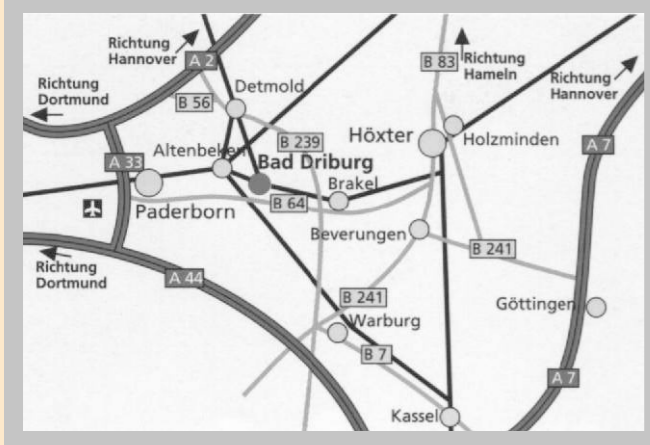 Richtung
Hannover
A 2
B 83
Richtung
Hameln
Richtung
Hannover
Richtung
Dortmund
B 56
Detmold
B 239
Höxter
Holzminden
A 7
Altenbeken
A 33
Bad Driburg
Brakel
Paderborn
B 64
Beverungen
B 241
Richtung
Dortmund
A 44
B 241
Göttingen
Warburg
B 7
A 7
Kassel